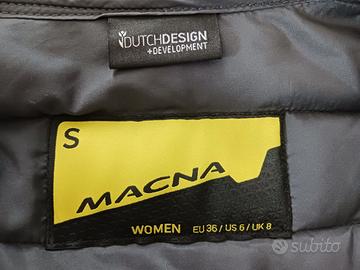 DUTCHDESIGN
+DEVELOPMENT
S
MACNA
WOMEN EU 36 / US 6 / UK 8
subito